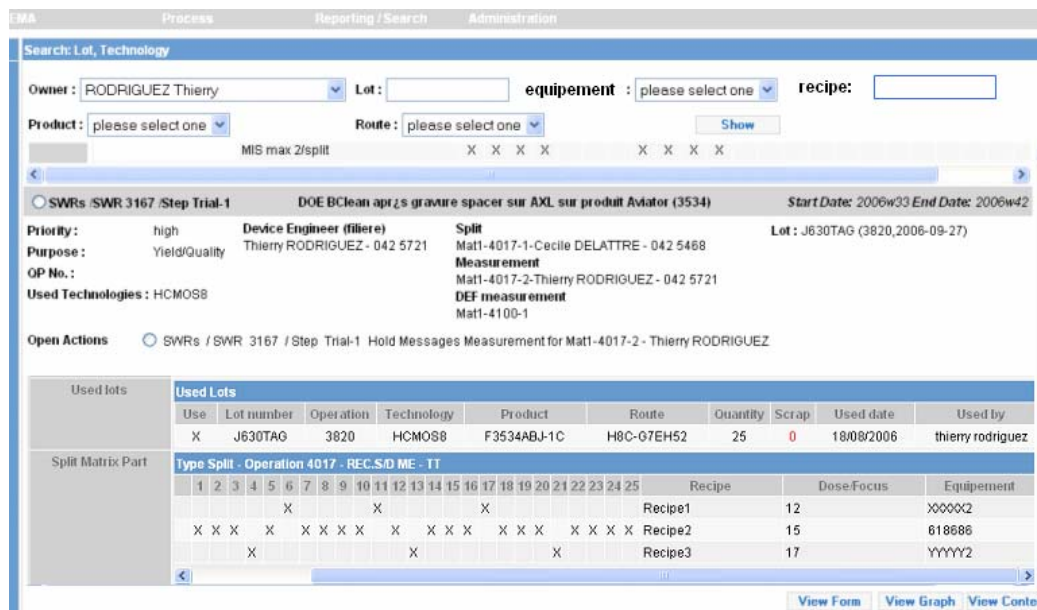 EMA Process Reporting / Search Administration
Search: Lot, Technology
Owner : RODRIGUEZ Thierry Lot : equipement : please select one recipe:
Product : please select one Route : please select one Show
MIS max 2/split X X X X X X X X
SWRs /SWR 3167 /Step Trial-1 DOE BClean apr¿s gravure spacer sur AXL sur produit Aviator (3534) Start Date: 2006w33 End Date: 2006w42
Priority : high Device Engineer (filiere) Split Lot : J630TAG (3820,2006-09-27)
Purpose : Yield/Quality Thierry RODRIGUEZ - 042 5721 Matt1-4017-1-Cecile DELATTRE - 042 5468
Measurement
QP No. : Matt1-4017-2-Thierry RODRIGUEZ - 042 5721
Used Technologies : HCMOS8 DEF measurement
Matt1-4100-1
Open Actions SWRs / SWR 3167 / Step Trial-1 Hold Messages Measurement for Matt1-4017-2 - Thierry RODRIGUEZ
Used lots Used Lots
Use Lot number Operation Technology Product Route Quantity Scrap Used date Used by
X J630TAG 3820 HCMOS8 F3534ABJ-1C H8C-G7EH52 25 0 18/08/2006 thierry rodriguez
Split Matrix Part Type Split - Operation 4017 - REC.S/D ME - TT
1 2 3 4 5 6 7 8 9 10 11 12 13 14 15 16 17 18 19 20 21 22 23 24 25 Recipe Dose/Focus Equipement
X X X Recipe1 12 XXXXX2
X X X X X X X X X X X X X X X X X X X Recipe2 15 618686
X X X Recipe3 17 YYYYY2
View Form View Graph View Conte